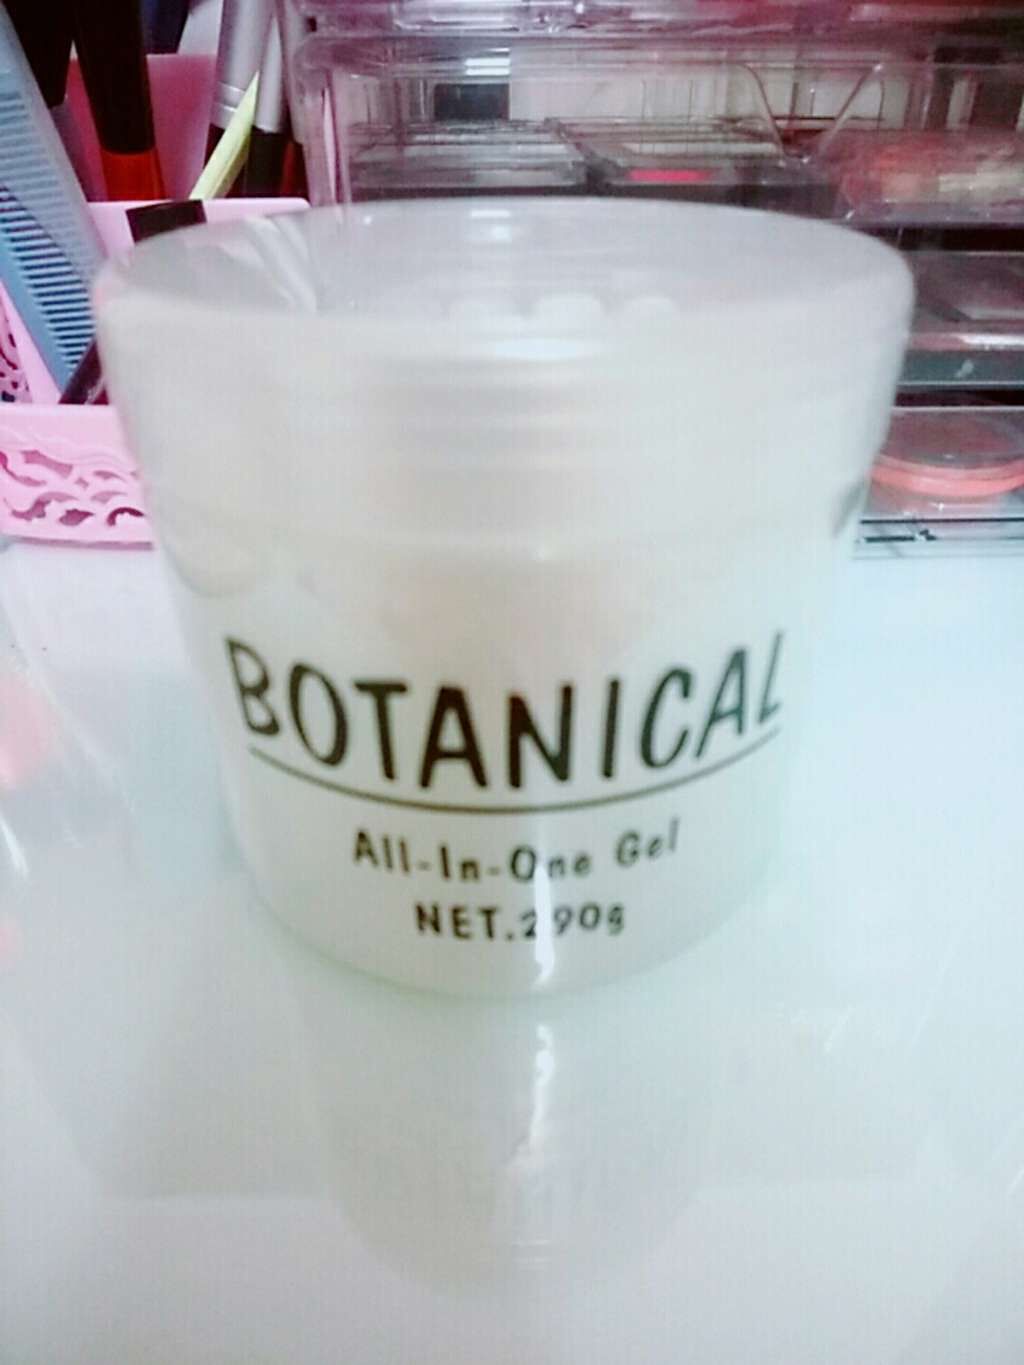 BOTANICAL
All-In-One Gel
NET.290g